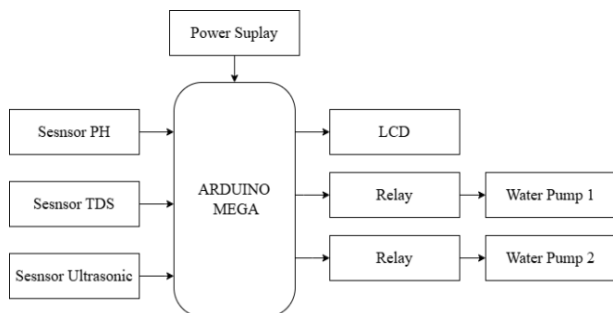 Power Suplay
Sesnsor PH
LCD
ARDUINO
MEGA
Sesnsor TDS
Relay
Water Pump 1
Sesnsor Ultrasonic
Relay
Water Pump 2